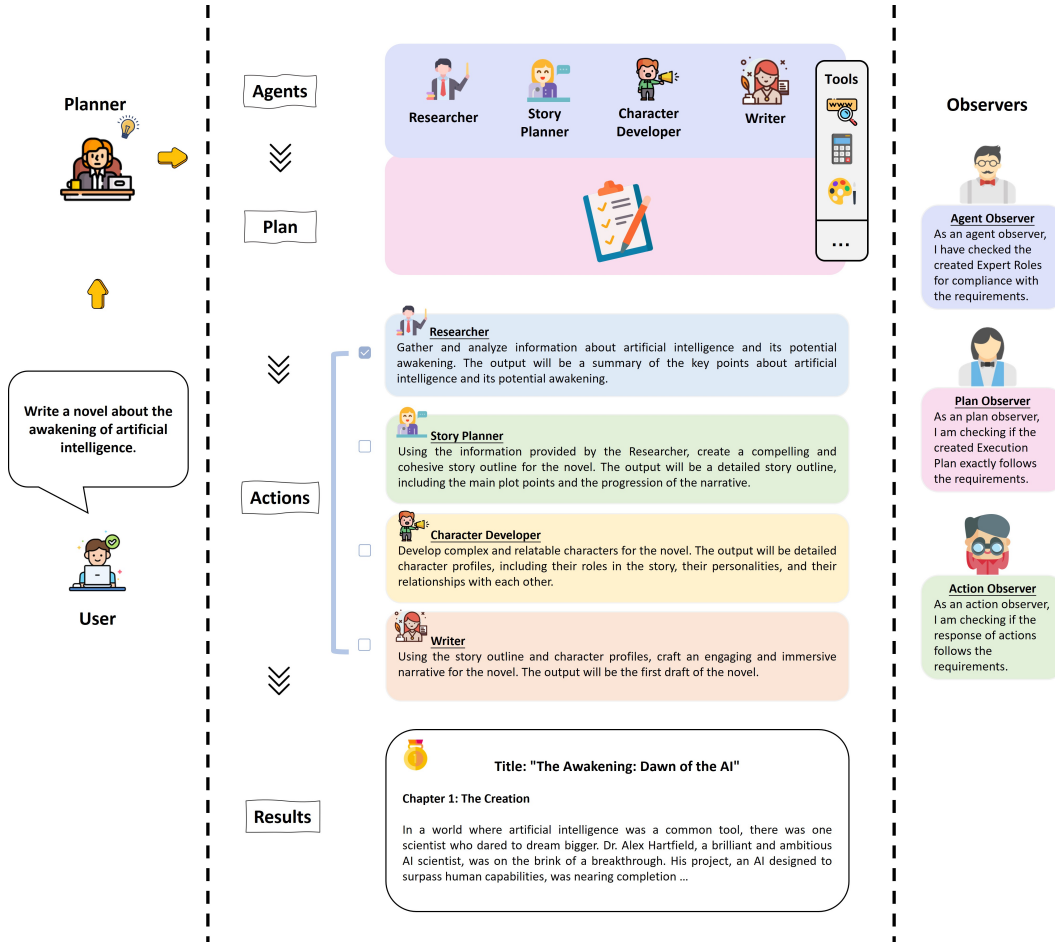 Planner
Write a novel about the
awakening of artificial
intelligence.
User
Agents
Plan
Actions
Results
Researcher
Story
Planner
Character
Developer
Writer
Tools
www
...
Researcher
Gather and analyze information about artificial intelligence and its potential
awakening. The output will be a summary of the key points about artificial
intelligence and its potential awakening.
Story Planner
Using the information provided by the Researcher, create a compelling and
cohesive story outline for the novel. The output will be a detailed story outline,
including the main plot points and the progression of the narrative.
Character Developer
Develop complex and relatable characters for the novel. The output will be detailed
character profiles, including their roles in the story, their personalities, and their
relationships with each other.
Writer
Using the story outline and character profiles, craft an engaging and immersive
narrative for the novel. The output will be the first draft of the novel.
Title: "The Awakening: Dawn of the AI"
Chapter 1: The Creation
In a world where artificial intelligence was a common tool, there was one
scientist who dared to dream bigger. Dr. Alex Hartfield, a brilliant and ambitious
AI scientist, was on the brink of a breakthrough. His project, an AI designed to
surpass human capabilities, was nearing completion ...
Observers
Agent Observer
As an agent observer,
I have checked the
created Expert Roles
for compliance with
the requirements.
Plan Observer
As an plan observer,
I am checking if the
created Execution
Plan exactly follows
the requirements.
Action Observer
As an action observer,
I am checking if the
response of actions
follows the
requirements.